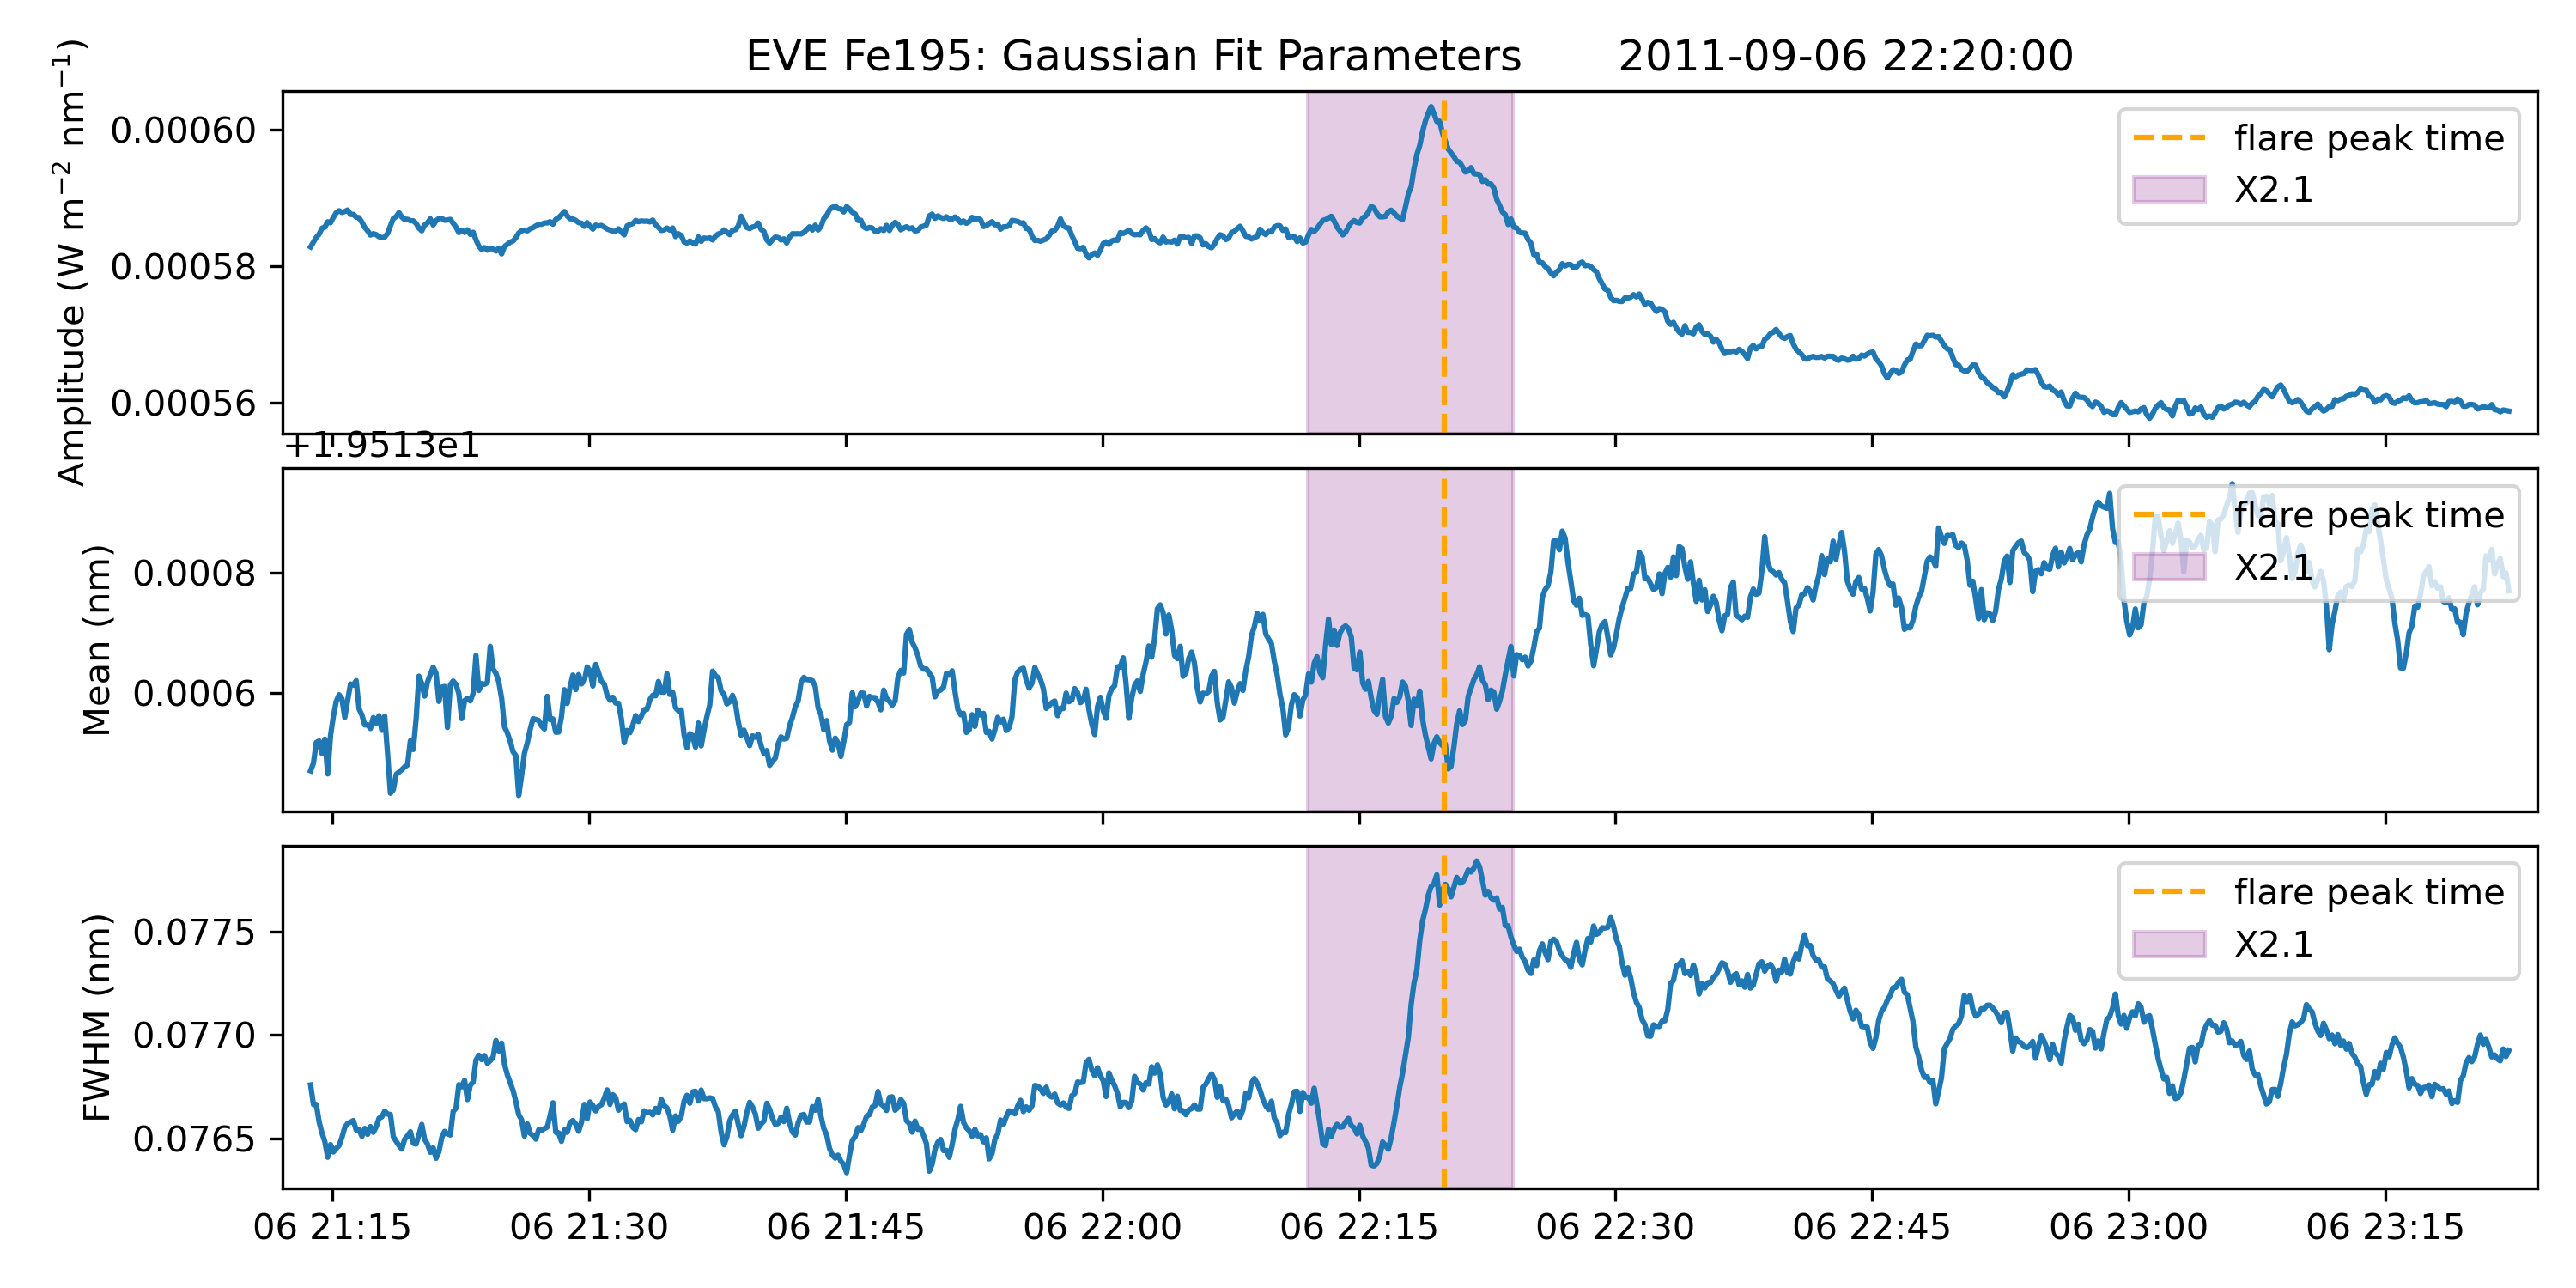 EVE Fe195: Gaussian Fit Parameters 2011-09-06 22:20:00
Amplitude (W m⁻² nm⁻¹)
0.00060
0.00058
0.00056
flare peak time
X2.1
+1.9513e1
Mean (nm)
0.0008
0.0006
flare peak time
X2.1
FWHM (nm)
0.0775
0.0770
0.0765
flare peak time
X2.1
06 21:15 06 21:30 06 21:45 06 22:00 06 22:15 06 22:30 06 22:45 06 23:00 06 23:15